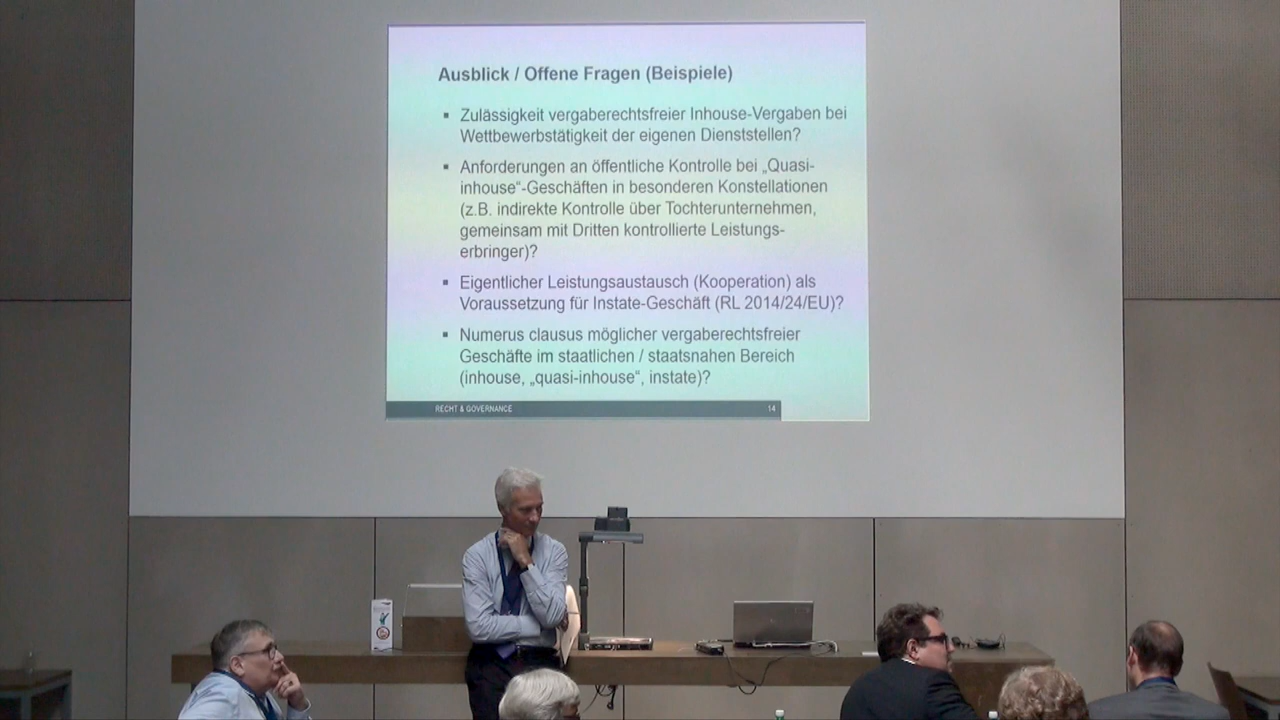 Ausblick / Offene Fragen (Beispiele)
▪ Zulässigkeit vergaberechtsfreier Inhouse-Vergaben bei
Wettbewerbstätigkeit der eigenen Dienststellen?
▪ Anforderungen an öffentliche Kontrolle bei „Quasi-
inhouse“-Geschäften in besonderen Konstellationen
(z.B. indirekte Kontrolle über Tochterunternehmen,
gemeinsam mit Dritten kontrollierte Leistungs-
erbringer)?
▪ Eigentlicher Leistungsaustausch (Kooperation) als
Voraussetzung für Instate-Geschäft (RL 2014/24/EU)?
▪ Numerus clausus möglicher vergaberechtsfreier
Geschäfte im staatlichen / staatsnahen Bereich
(inhouse, „quasi-inhouse“, instate)?
RECHT & GOVERNANCE 14